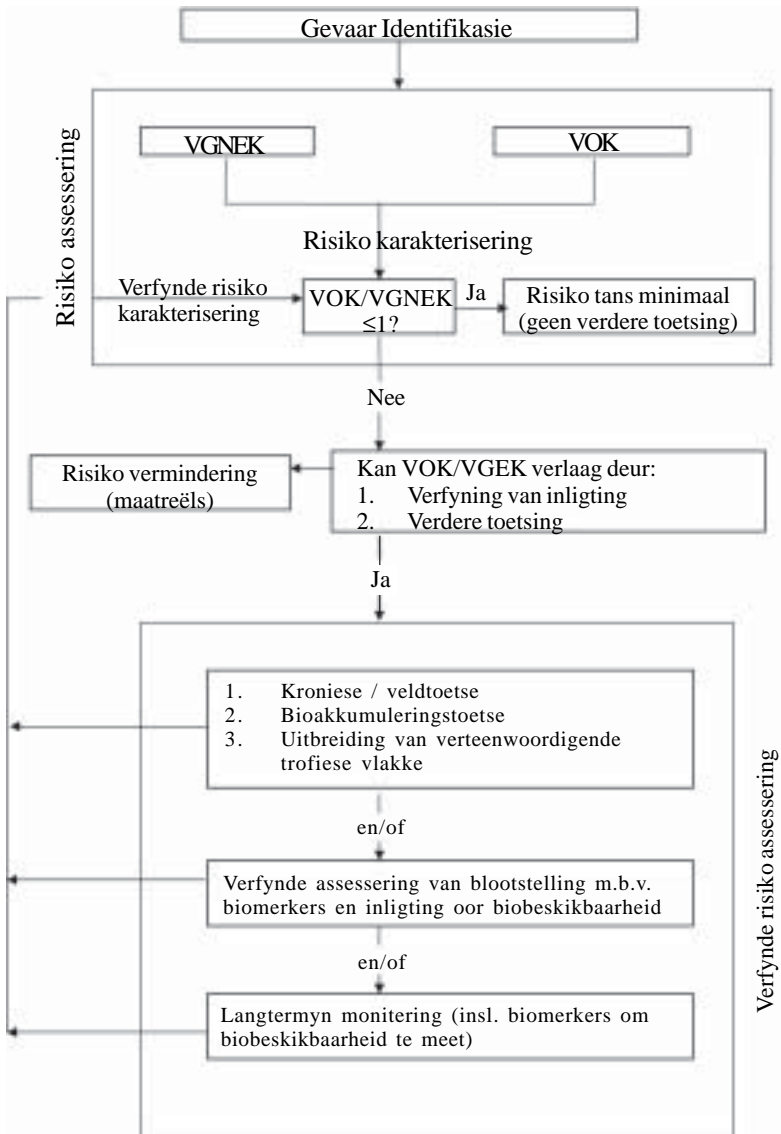 Gevaar Identifikasie
Risiko assessering
VGNEK
VOK
Risiko karakterisering
Verfynde risiko
karakterisering
VOK/VGNEK
≤1?
Ja
Risiko tans minimaal
(geen verdere toetsing)
Nee
Risiko vermindering
(maatreëls)
Kan VOK/VGEK verlaag deur:
1. Verfyning van inligting
2. Verdere toetsing
Ja
Verfynde risiko assessering
1. Kroniese / veldtoetse
2. Bioakkumuleringstoetse
3. Uitbreiding van verteenwoordigende
trofiese vlakke
en/of
Verfynde assessering van blootstelling m.b.v.
biomerkers en inligting oor biobeskikbaarheid
en/of
Langtermyn monitering (insl. biomerkers om
biobeskikbaarheid te meet)